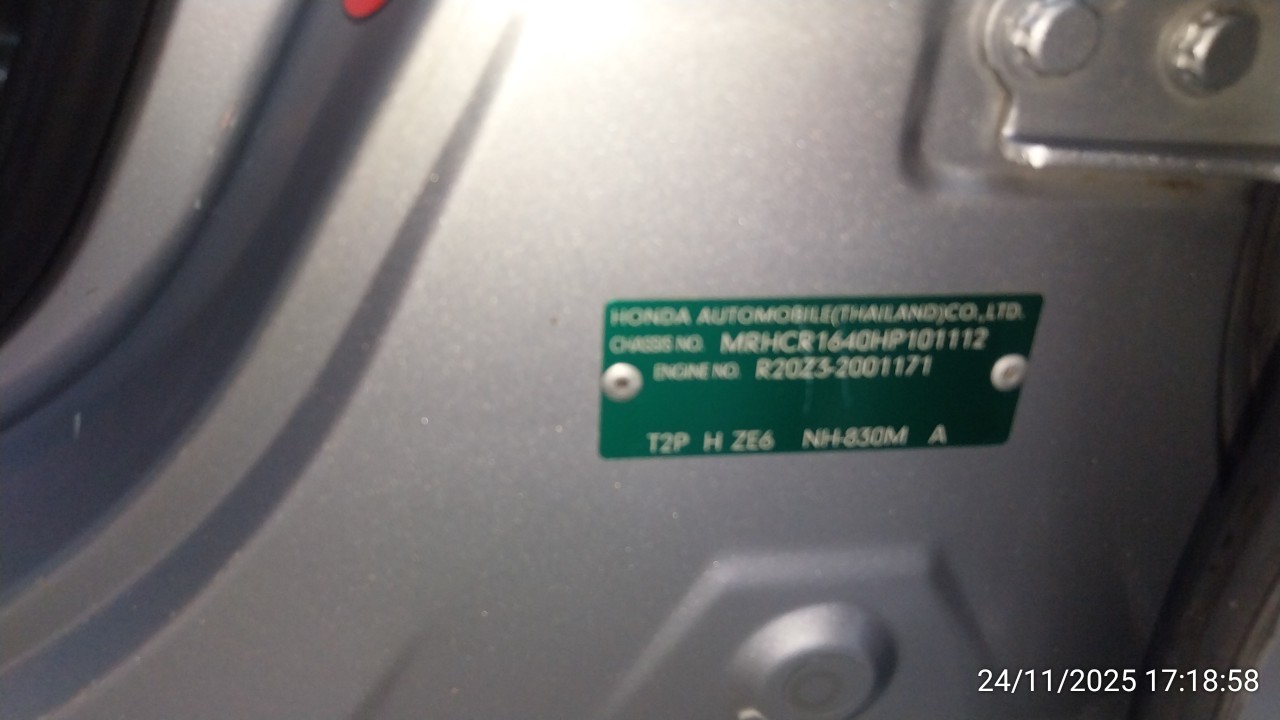 HONDA AUTOMOBILE(THAILAND)CO.,LTD.
CHASSIS NO. MRHCR1640HP101112
ENGINE NO. R20Z3-2001171
T2P H ZE6 NH-830M A
24/11/2025 17:18:58